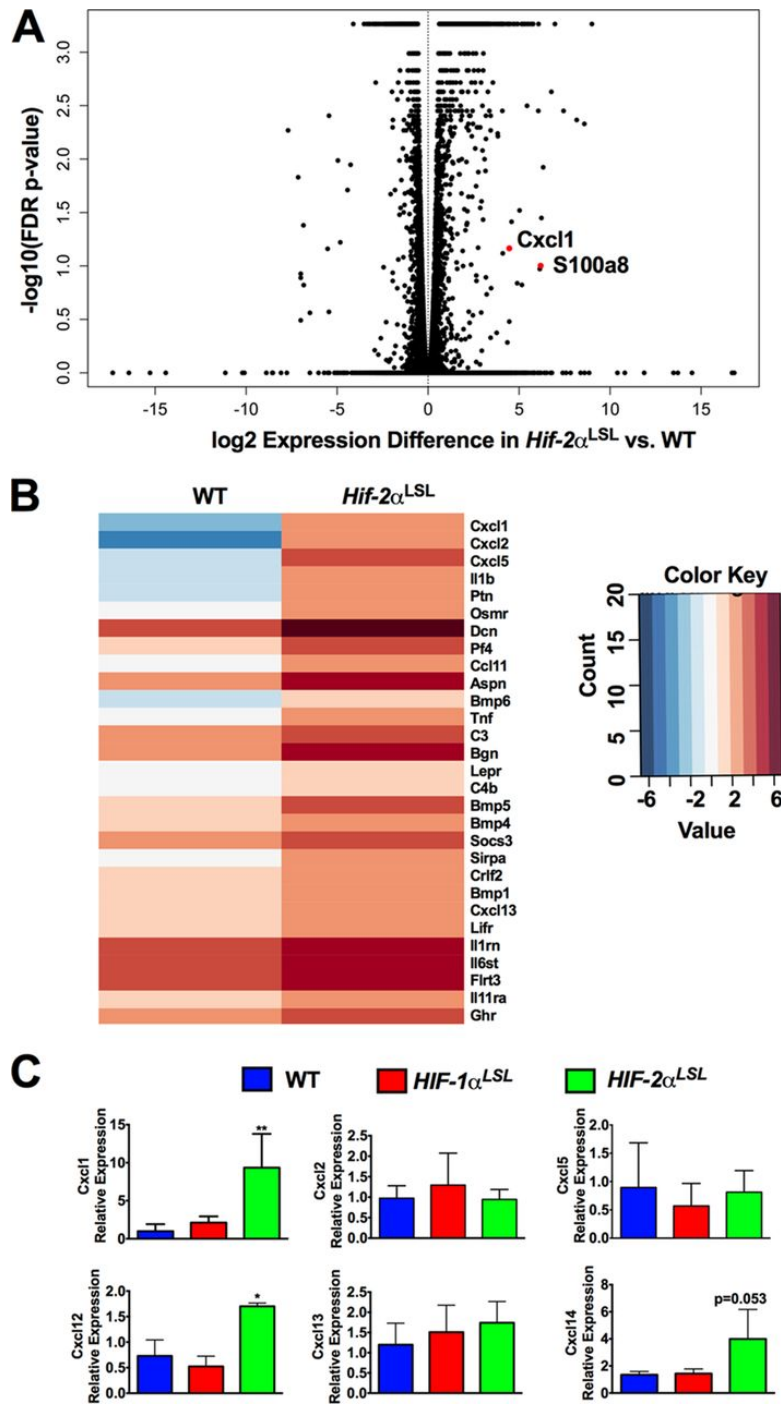 A
-log10(FDR p-value)
3.0
2.5
2.0
1.5
1.0
0.5
0.0
Cxcl1
S100a8
-15 -10 -5 0 5 10 15
log2 Expression Difference in Hif-2αLSL vs. WT
B
WT Hif-2αLSL
Cxcl1
Cxcl2
Cxcl5
Il1b
Ptn
Osmr
Dcn
Pf4
Ccl11
Aspn
Bmp6
Tnf
C3
Bgn
Lepr
C4b
Bmp5
Bmp4
Socs3
Sirpa
Crlf2
Bmp1
Cxcl13
Lifr
Il1rn
Il6st
Flrt3
Il11ra
Ghr
Color Key
Count
20
15
10
5
0
-6 -2 2 6
Value
C
WT HIF-1αLSL HIF-2αLSL
Cxcl1
Relative Expression
15
10
5
0
**
Cxcl2
Relative Expression
2.5
2.0
1.5
1.0
0.5
0.0
Cxcl5
Relative Expression
2.0
1.5
1.0
0.5
0.0
Cxcl12
Relative Expression
2.0
1.5
1.0
0.5
0.0
*
Cxcl13
Relative Expression
2.5
2.0
1.5
1.0
0.5
0.0
Cxcl14
Relative Expression
8
6
4
2
0
p=0.053